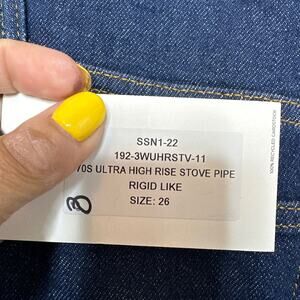 SSN1-22
192-3WUHRSTV-11
70S ULTRA HIGH RISE STOVE PIPE
RIGID LIKE
SIZE: 26
100% RECYCLED CARDSTOCK